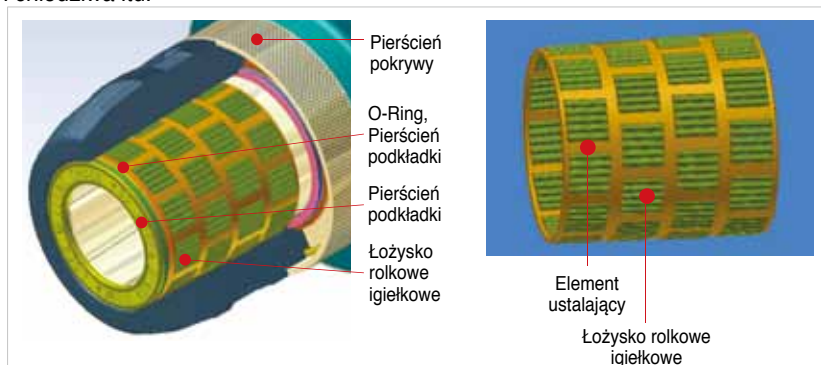 Pierścień
pokrywy
O-Ring,
Pierścień
podkładki
Pierścień
podkładki
Łożysko
rolkowe
igiełkowe
Element
ustalający
Łożysko rolkowe
igiełkowe